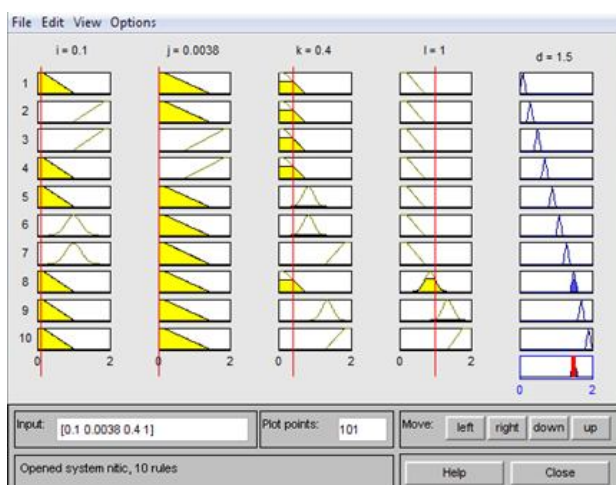 File Edit View Options
i = 0.1 j = 0.0038 k = 0.4 l = 1 d = 1.5
1
2
3
4
5
6
7
8
9
10
0 2 0 2 0 2 0 2
0 2
Input: [0.1 0.0038 0.4 1] Plot points: 101 Move: left right down up
Opened system nitic, 10 rules Help Close